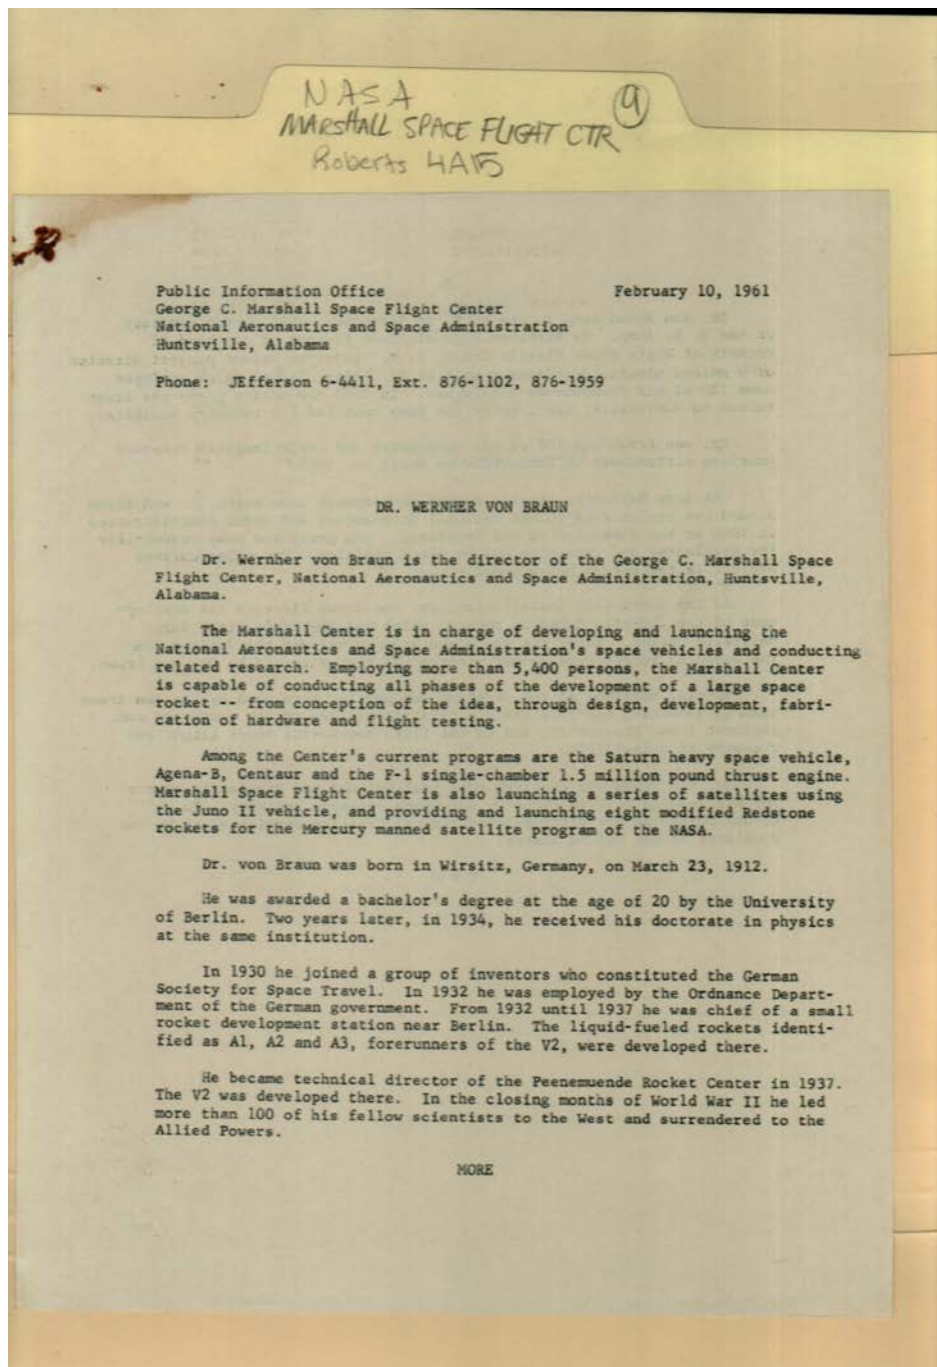 NASA
9
MARSHALL SPACE FLIGHT CTR
Roberts 4A15
Public Information Office February 10, 1961
George C. Marshall Space Flight Center
National Aeronautics and Space Administration
Huntsville, Alabama
Phone: JEfferson 6-4411, Ext. 876-1102, 876-1959
DR. WERNHER VON BRAUN
Dr. Wernher von Braun is the director of the George C. Marshall Space
Flight Center, National Aeronautics and Space Administration, Huntsville,
Alabama.
The Marshall Center is in charge of developing and launching the
National Aeronautics and Space Administration's space vehicles and conducting
related research. Employing more than 5,400 persons, the Marshall Center
is capable of conducting all phases of the development of a large space
rocket -- from conception of the idea, through design, development, fabri-
cation of hardware and flight testing.
Among the Center's current programs are the Saturn heavy space vehicle,
Agena-B, Centaur and the F-1 single-chamber 1.5 million pound thrust engine.
Marshall Space Flight Center is also launching a series of satellites using
the Juno II vehicle, and providing and launching eight modified Redstone
rockets for the Mercury manned satellite program of the NASA.
Dr. von Braun was born in Wirsitz, Germany, on March 23, 1912.
He was awarded a bachelor's degree at the age of 20 by the University
of Berlin. Two years later, in 1934, he received his doctorate in physics
at the same institution.
In 1930 he joined a group of inventors who constituted the German
Society for Space Travel. In 1932 he was employed by the Ordnance Depart-
ment of the German government. From 1932 until 1937 he was chief of a small
rocket development station near Berlin. The liquid-fueled rockets identi-
fied as A1, A2 and A3, forerunners of the V2, were developed there.
He became technical director of the Peenemuende Rocket Center in 1937.
The V2 was developed there. In the closing months of World War II he led
more than 100 of his fellow scientists to the West and surrendered to the
Allied Powers.
MORE